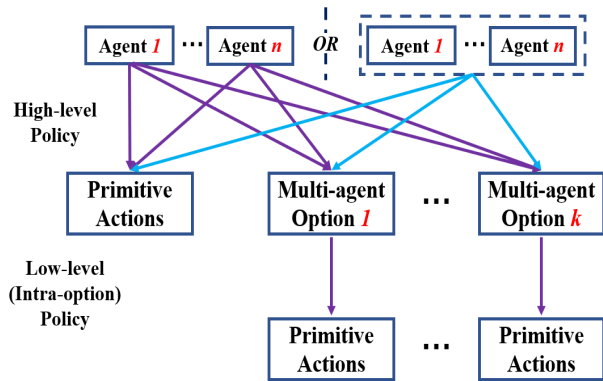 Agent 1 ··· Agent n OR Agent 1 ··· Agent n
High-level
Policy
Primitive
Actions
Multi-agent
Option 1
···
Multi-agent
Option k
Low-level
(Intra-option)
Policy
Primitive
Actions
···
Primitive
Actions